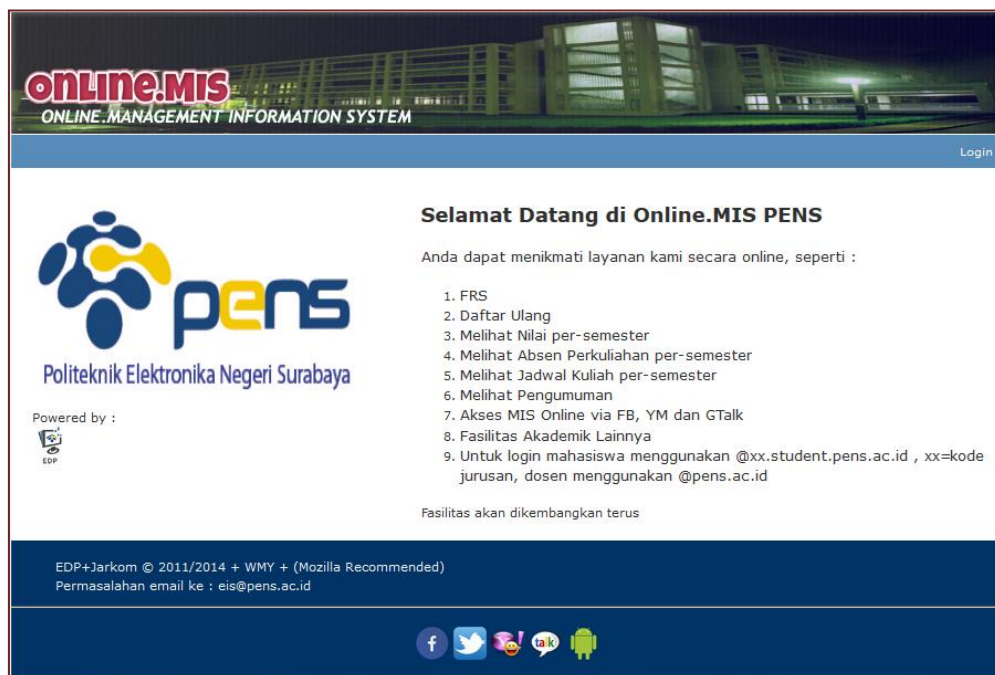 ONLINE.MIS
ONLINE.MANAGEMENT INFORMATION SYSTEM
Login
pens
Politeknik Elektronika Negeri Surabaya
Powered by :
EDP
Selamat Datang di Online.MIS PENS
Anda dapat menikmati layanan kami secara online, seperti :
1. FRS
2. Daftar Ulang
3. Melihat Nilai per-semester
4. Melihat Absen Perkuliahan per-semester
5. Melihat Jadwal Kuliah per-semester
6. Melihat Pengumuman
7. Akses MIS Online via FB, YM dan GTalk
8. Fasilitas Akademik Lainnya
9. Untuk login mahasiswa menggunakan @xx.student.pens.ac.id , xx=kode
jurusan, dosen menggunakan @pens.ac.id
Fasilitas akan dikembangkan terus
EDP+Jarkom © 2011/2014 + WMY + (Mozilla Recommended)
Permasalahan email ke : eis@pens.ac.id
f
talk